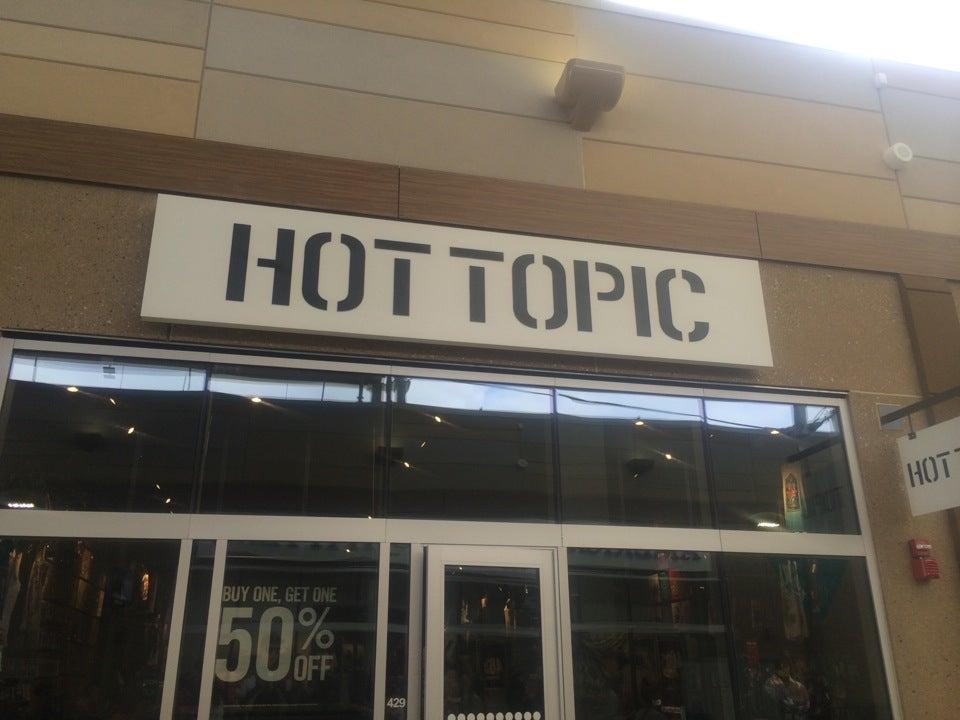 HOT TOPIC
HOT T
BUY ONE, GET ONE
50%
OFF
429